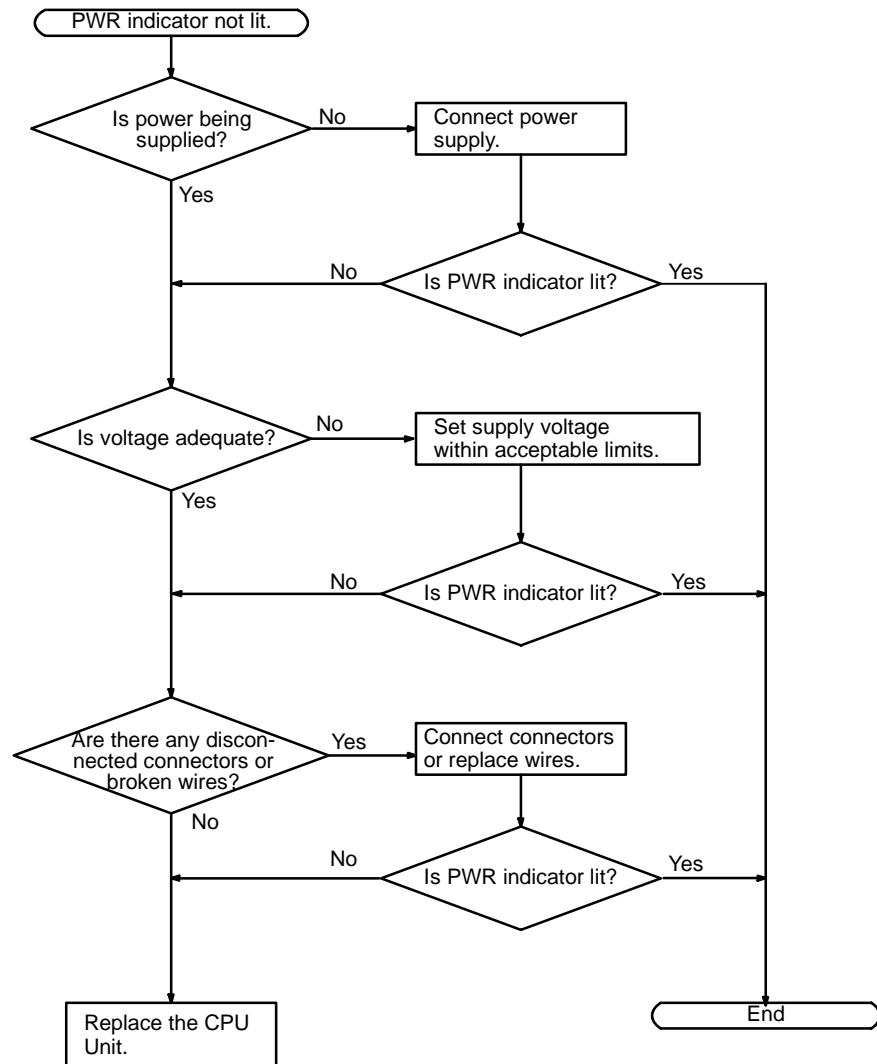 PWR indicator not lit.
Is power being
supplied?
No
Connect power
supply.
Yes
No
Is PWR indicator lit?
Yes
Is voltage adequate?
No
Set supply voltage
within acceptable limits.
Yes
No
Is PWR indicator lit?
Yes
Are there any discon-
nected connectors or
broken wires?
Yes
Connect connectors
or replace wires.
No
No
Is PWR indicator lit?
Yes
Replace the CPU
Unit.
End